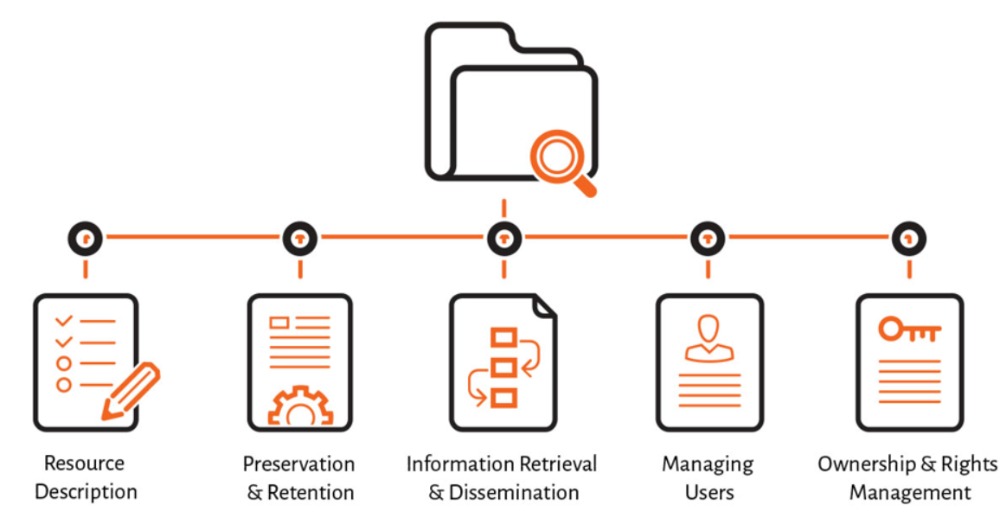 Resource
Description
Preservation
& Retention
Information Retrieval
& Dissemination
Managing
Users
Ownership & Rights
Management